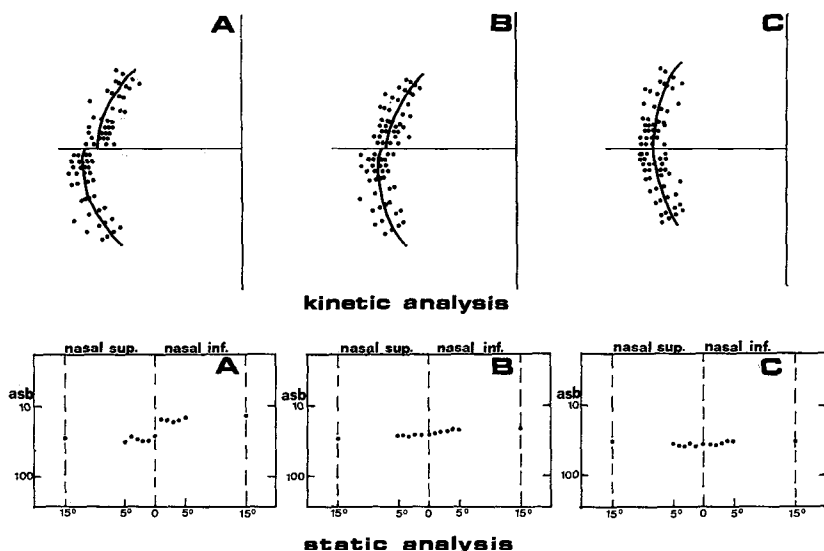 A B C
kinetic analysis
nasal sup. nasal inf. nasal sup. nasal inf. nasal sup. nasal inf.
A B C
asb asb asb
10 10 10
100 100 100
15° 5° 0 5° 15° 15° 5° 0 5° 15° 15° 5° 0 5° 15°
static analysis